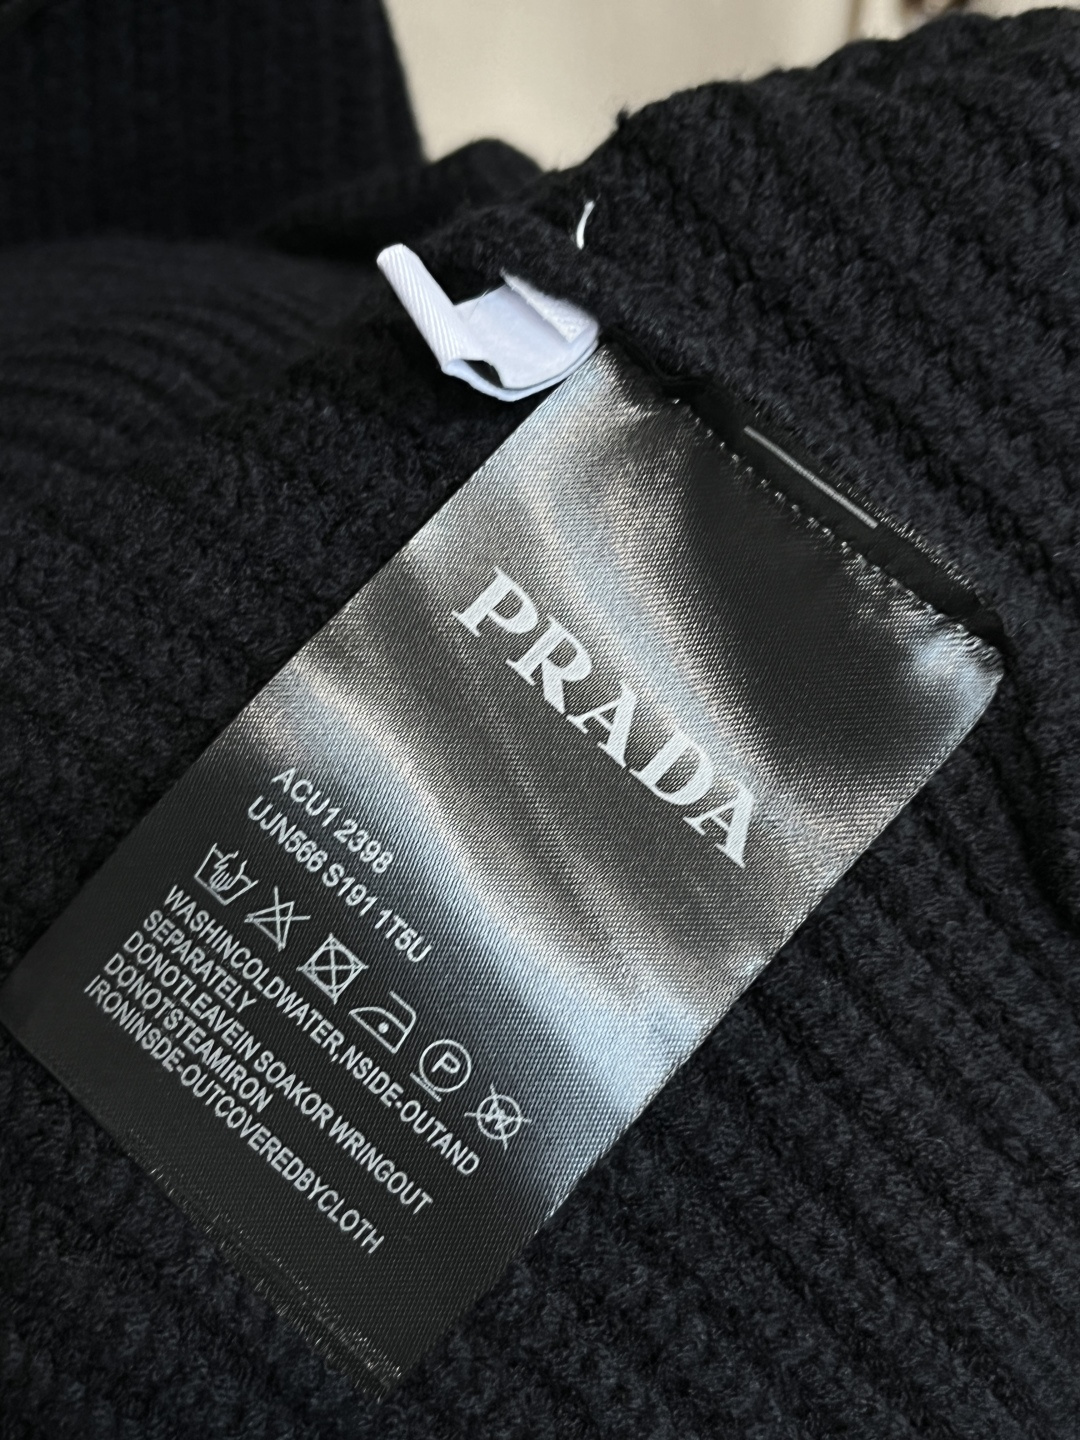 PRADA
ACU1 2398
UJN566 S191 1T5U
P
WASHINCOLDWATER,NSIDE-OUTAND
SEPARATELY
DONOTLEAVEIN SOAKOR WRINGOUT
DONOTSTEAMIRON
IRONINSDE-OUTCOVEREDBYCLOTH